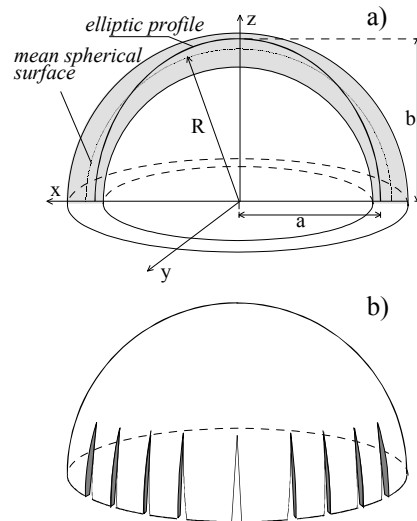 a)
z
elliptic profile
mean spherical
surface
R
b
x
a
y
b)